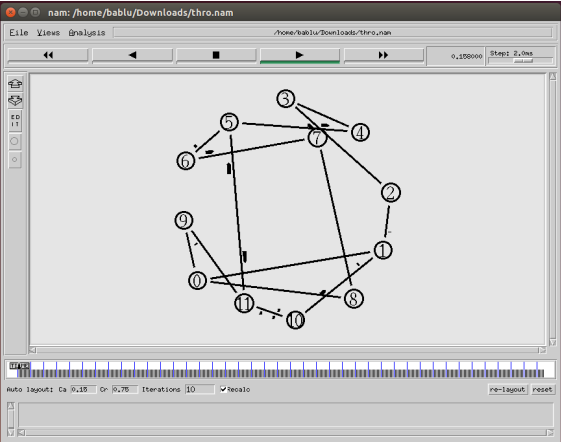 nam: /home/bablu/Downloads/thro.nam
File Views Analysis /home/bablu/Downloads/thro.nam
0.158000 Step: 2.0ms
ED
IT
3
5
7
4
6
2
9
1
0
8
11
10
Auto layout: Ca 0.15 Cr 0.75 Iterations 10 Recalc re-layout reset